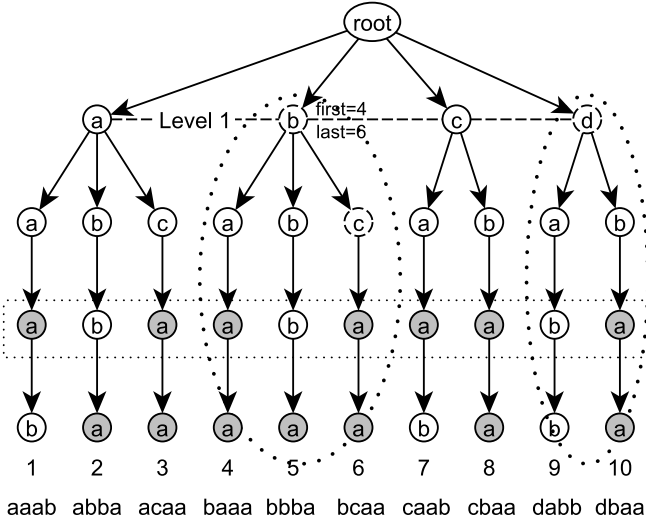 root
first=4
a Level 1 b c d
last=6
a b c a b c a b a b
a b a a b a a a b a
b a a a a a b a b a
1 2 3 4 5 6 7 8 9 10
aaab abba acaa baaa bbba bcaa caab cbaa dabb dbaa